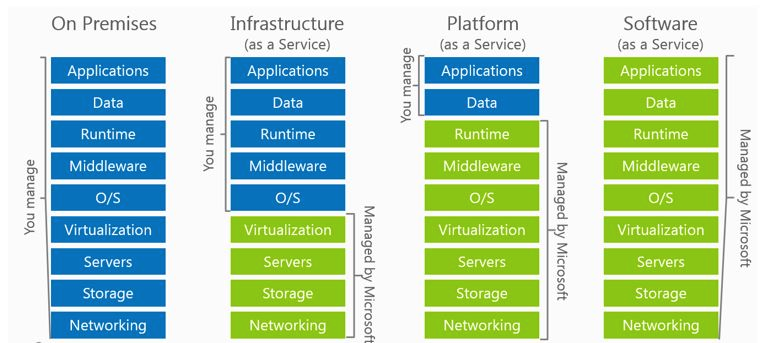 On Premises
You manage
Applications
Data
Runtime
Middleware
O/S
Virtualization
Servers
Storage
Networking
Infrastructure
(as a Service)
You manage
Applications
Data
Runtime
Middleware
O/S
Virtualization
Servers
Storage
Networking
Managed by Microsoft
Platform
(as a Service)
You manage
Applications
Data
Runtime
Middleware
O/S
Virtualization
Servers
Storage
Networking
Managed by Microsoft
Software
(as a Service)
Applications
Data
Runtime
Middleware
O/S
Virtualization
Servers
Storage
Networking
Managed by Microsoft